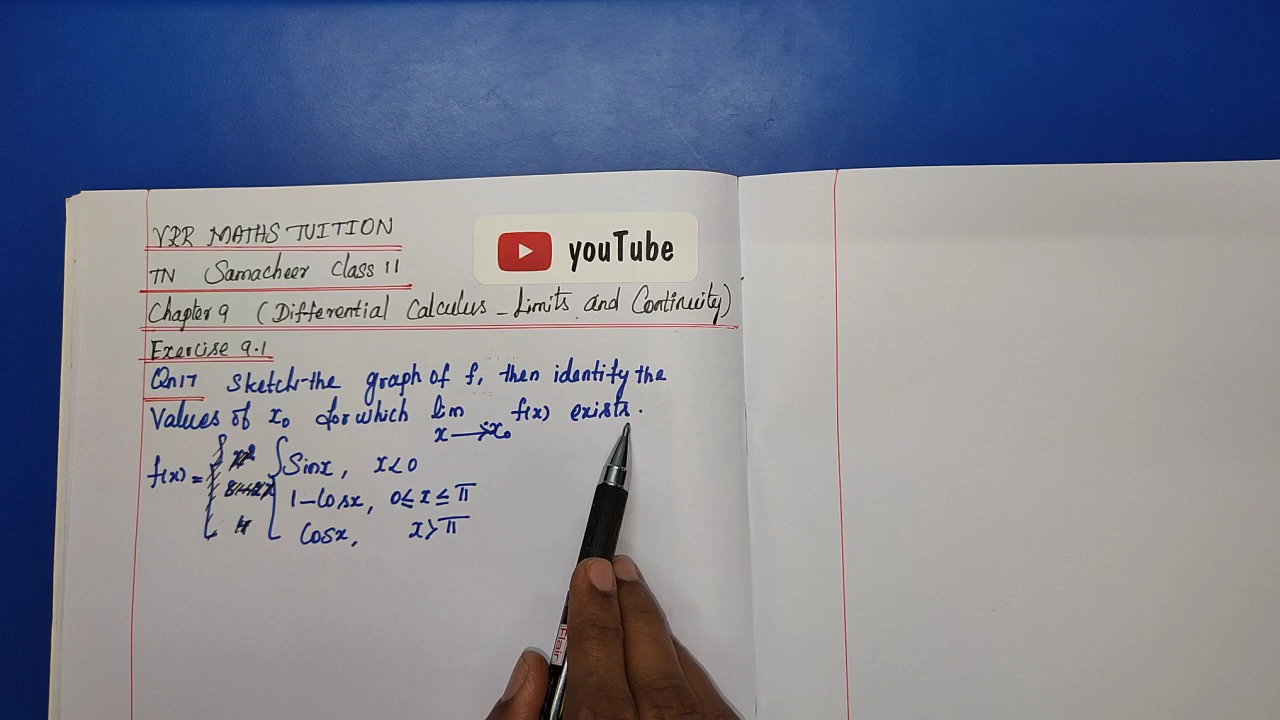 VRR MATHS TUITION
youTube
TN Samacheer Class 11
Chapter 9 (Differential Calculus - Limits and Continuity)
Exercise 9.1
Qn17 Sketch the graph of f, then identify the
values of x₀ for which lim f(x) exists.
x → x₀
f(x) = { Sinx, x<0
1-Cosx, 0≤x≤π
Cosx, x>π
Flair